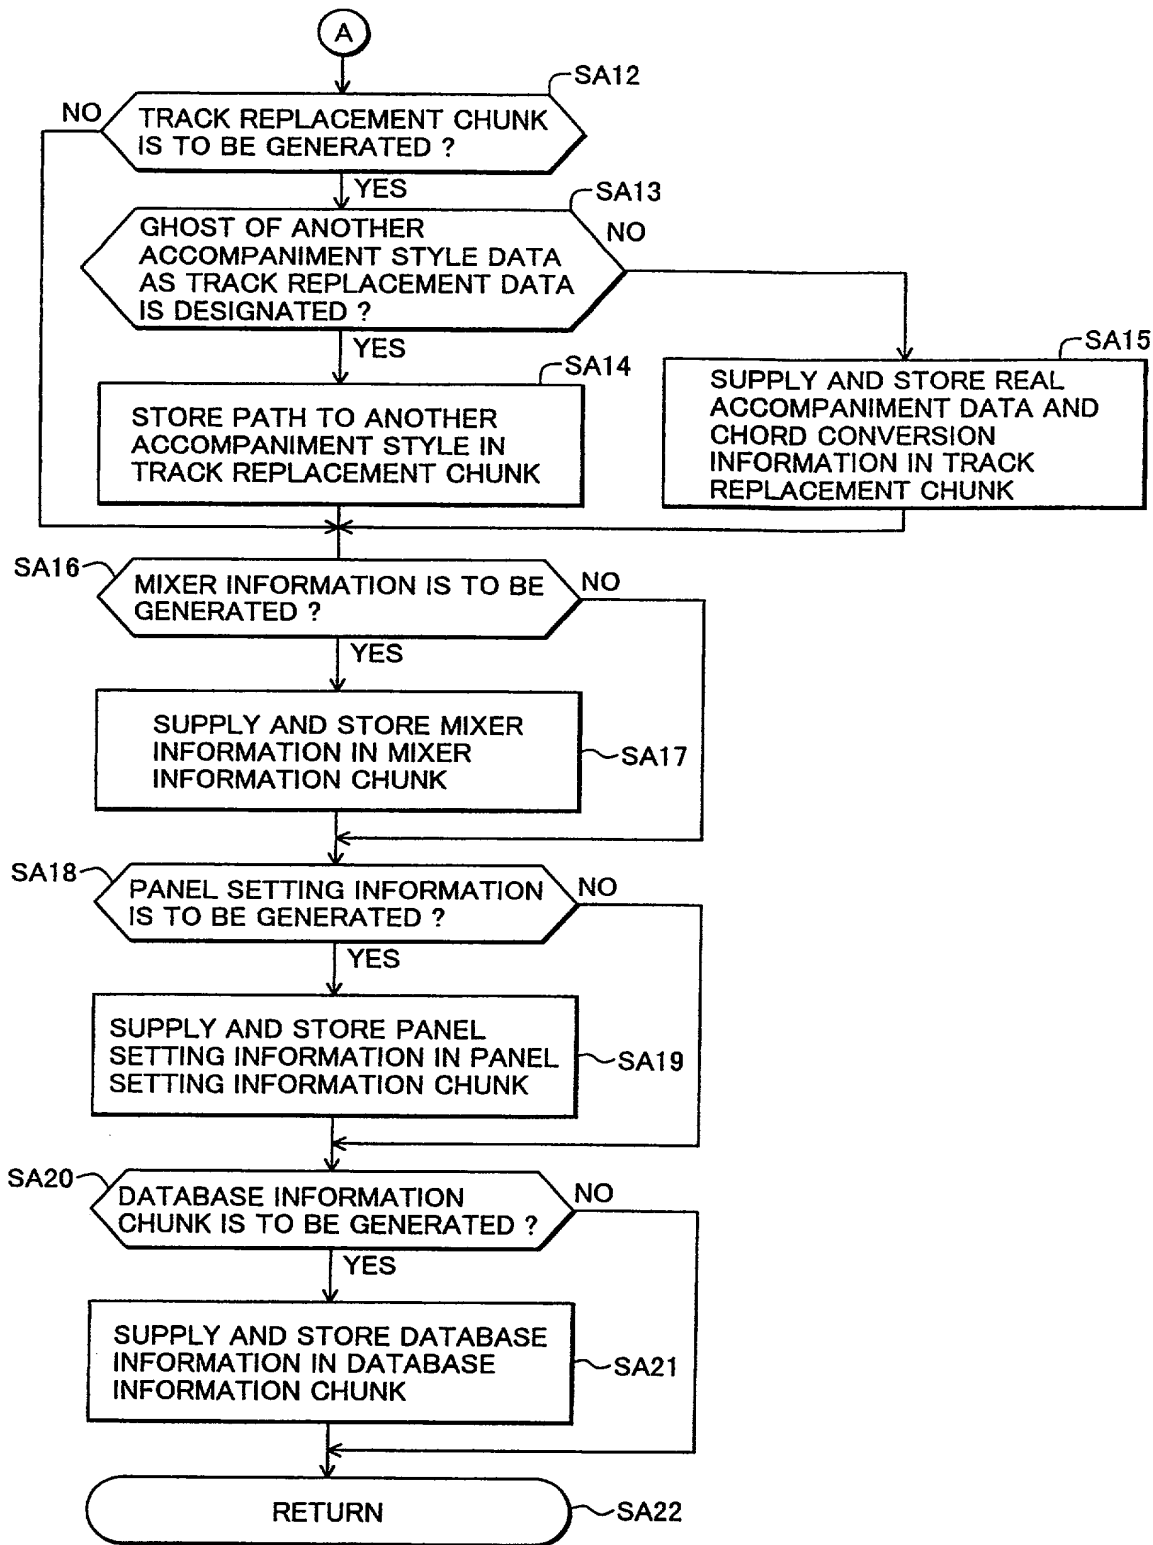 A
SA12
NO
TRACK REPLACEMENT CHUNK
IS TO BE GENERATED ?
YES
SA13
GHOST OF ANOTHER
ACCOMPANIMENT STYLE DATA
AS TRACK REPLACEMENT DATA
IS DESIGNATED ?
NO
YES
SA14
STORE PATH TO ANOTHER
ACCOMPANIMENT STYLE IN
TRACK REPLACEMENT CHUNK
SA15
SUPPLY AND STORE REAL
ACCOMPANIMENT DATA AND
CHORD CONVERSION
INFORMATION IN TRACK
REPLACEMENT CHUNK
SA16
MIXER INFORMATION IS TO BE
GENERATED ?
NO
YES
SUPPLY AND STORE MIXER
INFORMATION IN MIXER
INFORMATION CHUNK
SA17
SA18
PANEL SETTING INFORMATION
IS TO BE GENERATED ?
NO
YES
SUPPLY AND STORE PANEL
SETTING INFORMATION IN PANEL
SETTING INFORMATION CHUNK
SA19
SA20
DATABASE INFORMATION
CHUNK IS TO BE GENERATED ?
NO
YES
SUPPLY AND STORE DATABASE
INFORMATION IN DATABASE
INFORMATION CHUNK
SA21
RETURN
SA22